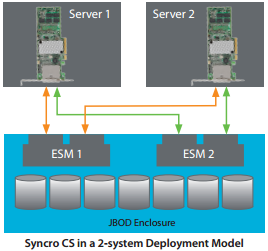 Server 1
Server 2
ESM 1
ESM 2
JBOD Enclosure
Syncro CS in a 2-system Deployment Model